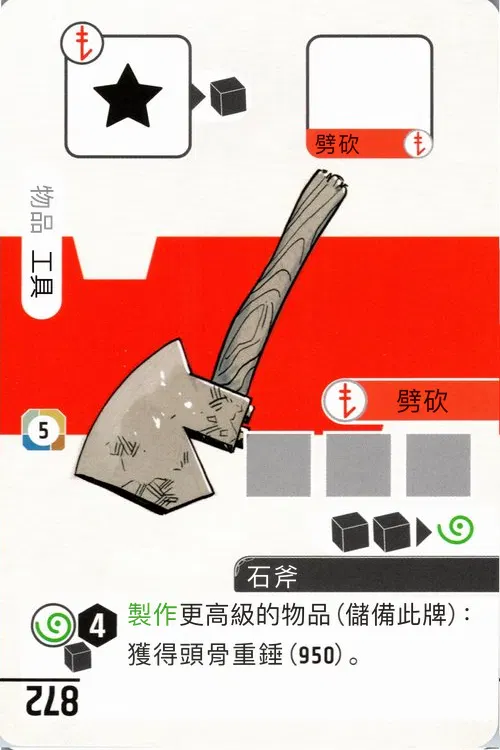 劈砍
物品 工具
劈砍
5
石斧
4
製作更高級的物品(儲備此牌):
獲得頭骨重錘(950)。
872